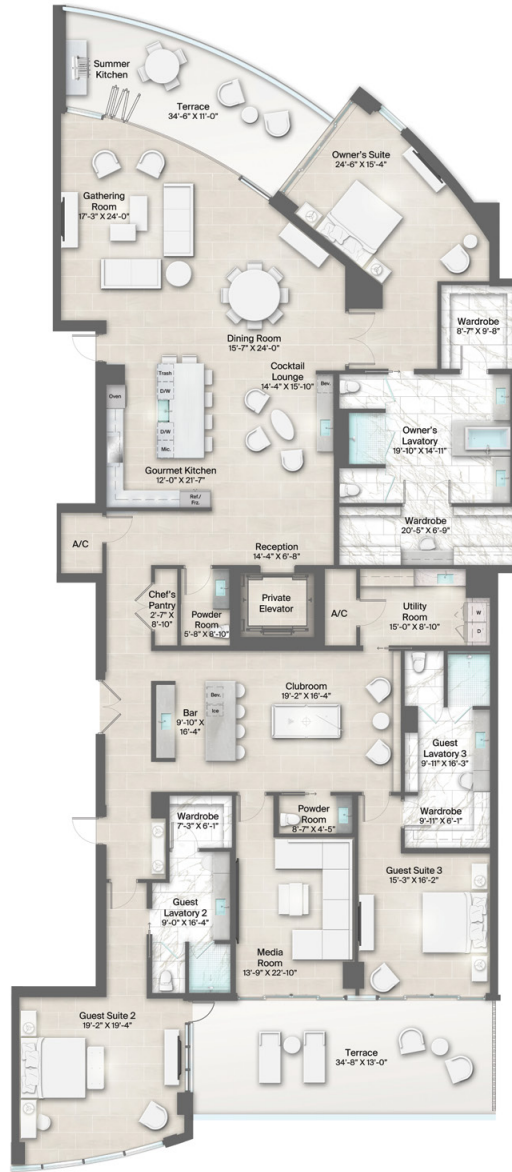 Summer
Kitchen
Terrace
34'-6" X 11'-0"
Owner's Suite
24'-6" X 15'-4"
Gathering
Room
17'-3" X 24'-0"
Dining Room
15'-7" X 24'-0"
Wardrobe
8'-7" X 9'-8"
Cocktail
Lounge
14'-4" X 15'-10"
Bev.
Trash
D/W
D/W
Mic.
Oven
Owner's
Lavatory
19'-10" X 14'-11"
Gourmet Kitchen
12'-0" X 21'-7"
Ref./
Frz.
Wardrobe
20'-5" X 6'-9"
A/C
Reception
14'-4" X 6'-8"
Chef's
Pantry
2'-7" X
8'-10"
Powder
Room
5'-8" X 8'-10"
Private
Elevator
A/C
Utility
Room
15'-0" X 8'-10"
W
D
Clubroom
19'-2" X 16'-4"
Bar
9'-10" X
16'-4"
Bev.
Ice
Guest
Lavatory 3
9'-11" X 16'-3"
Wardrobe
9'-11" X 6'-1"
Wardrobe
7'-3" X 6'-1"
Powder
Room
8'-7" X 4'-5"
Guest Suite 3
15'-3" X 16'-2"
Guest
Lavatory 2
9'-0" X 16'-4"
Media
Room
13'-9" X 22'-10"
Guest Suite 2
19'-2" X 19'-4"
Terrace
34'-8" X 13'-0"